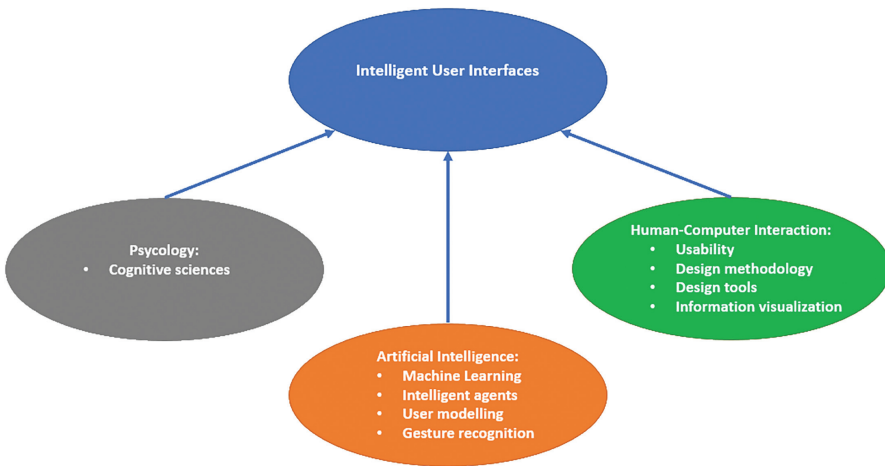 Intelligent User Interfaces
Psycology:
• Cognitive sciences
Human-Computer Interaction:
• Usability
• Design methodology
• Design tools
• Information visualization
Artificial Intelligence:
• Machine Learning
• Intelligent agents
• User modelling
• Gesture recognition